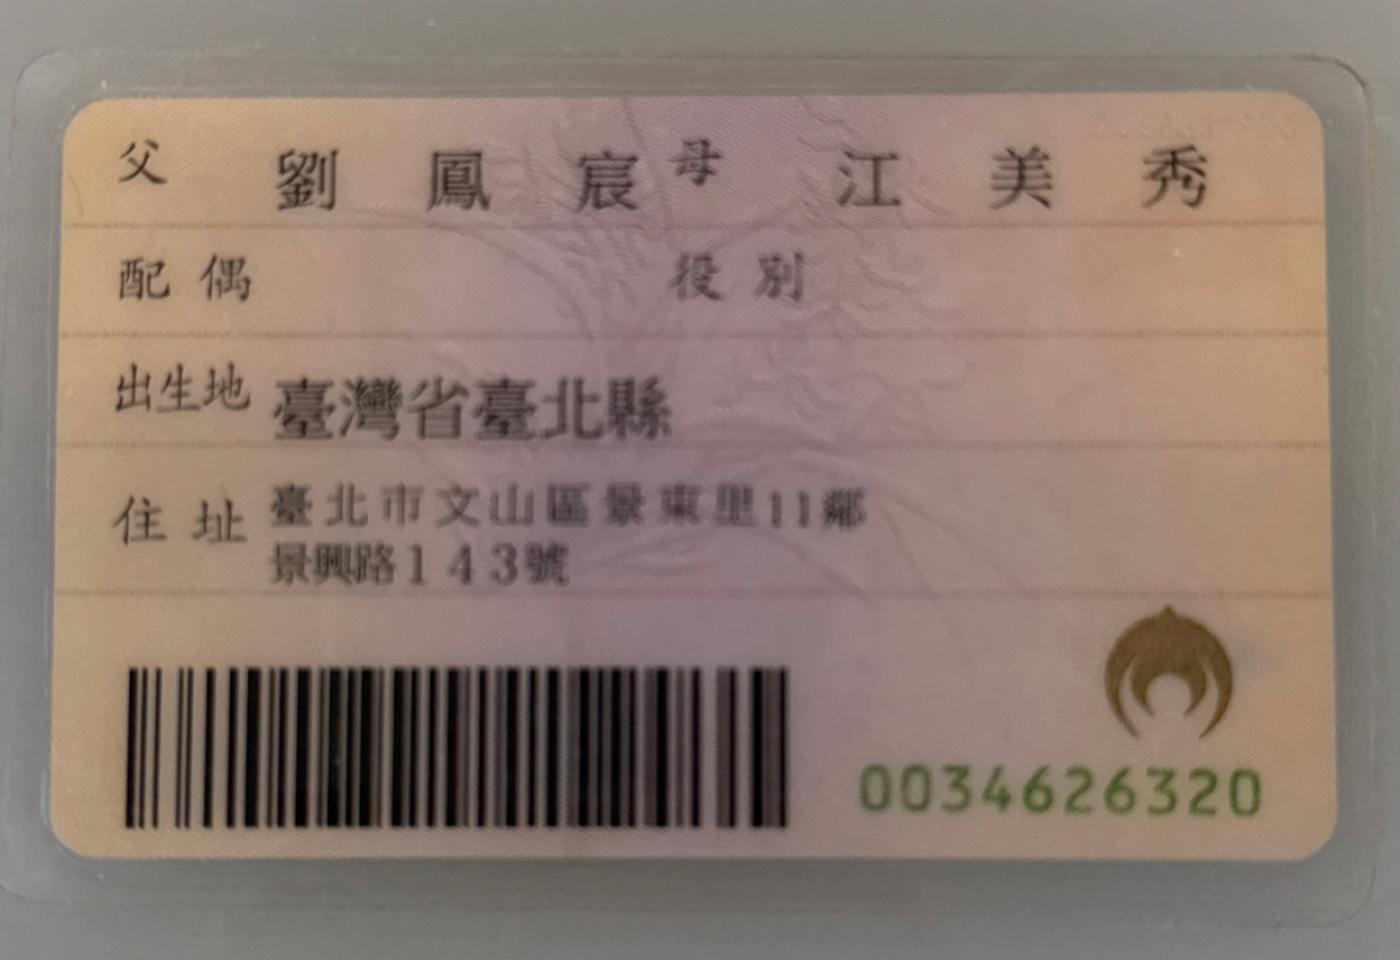 父 劉鳳宸 母 江美秀
配偶 役別
出生地 臺灣省臺北縣
住址 臺北市文山區景東里11鄰
景興路143號
0034626320